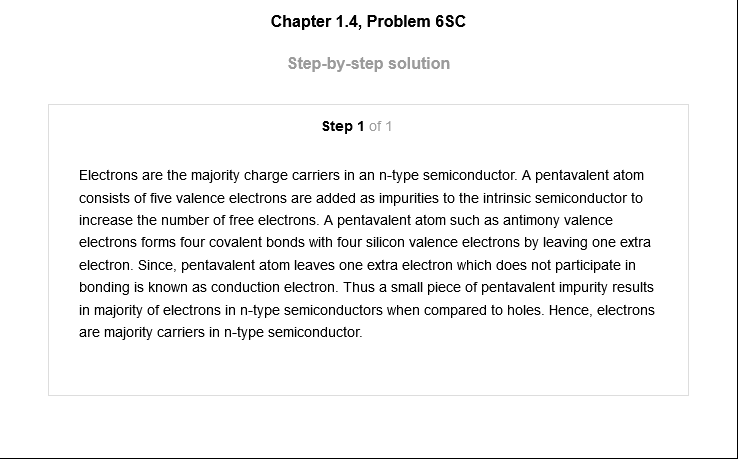 Chapter 1.4, Problem 6SC
Step-by-step solution
Step 1 of 1
Electrons are the majority charge carriers in an n-type semiconductor. A pentavalent atom
consists of five valence electrons are added as impurities to the intrinsic semiconductor to
increase the number of free electrons. A pentavalent atom such as antimony valence
electrons forms four covalent bonds with four silicon valence electrons by leaving one extra
electron. Since, pentavalent atom leaves one extra electron which does not participate in
bonding is known as conduction electron. Thus a small piece of pentavalent impurity results
in majority of electrons in n-type semiconductors when compared to holes. Hence, electrons
are majority carriers in n-type semiconductor.